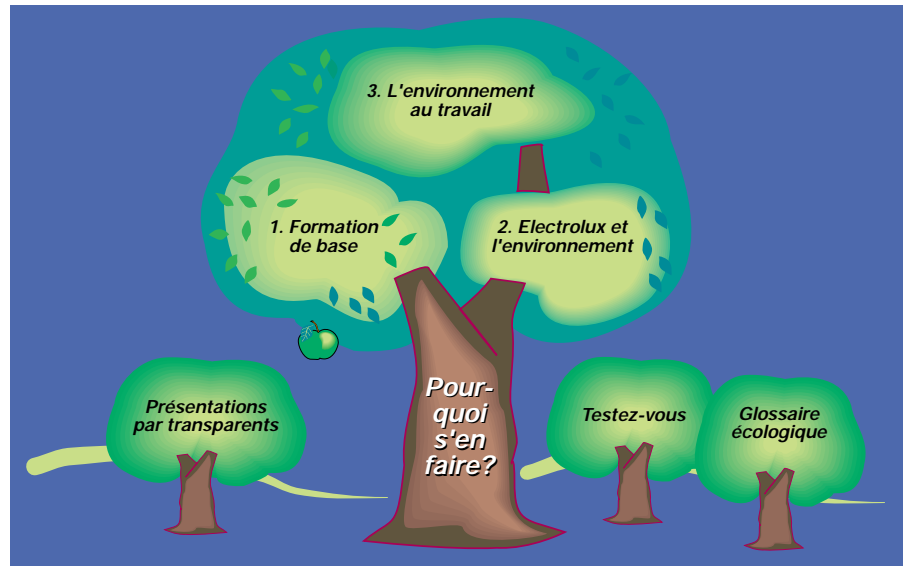 3. L'environnement
au travail
1. Formation
de base
2. Electrolux et
l'environnement
Pour-
quoi
s'en
faire?
Présentations
par transparents
Testez-vous
Glossaire
écologique